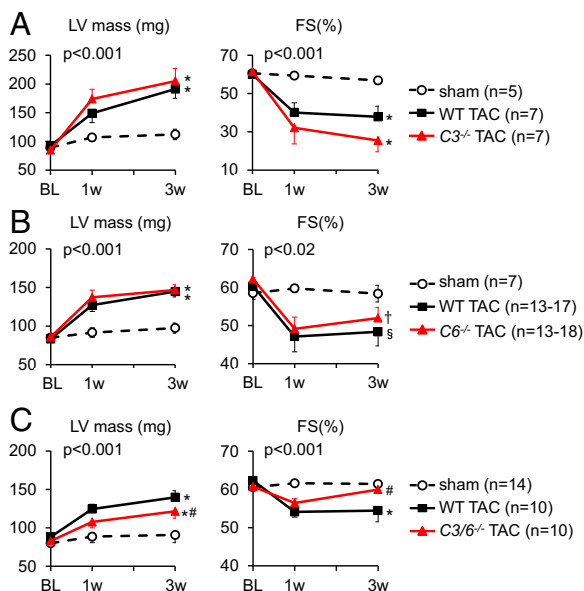 A
LV mass (mg)
FS(%)
p<0.001
p<0.001
250
200
150
100
50
BL 1w 3w
*
*
70
50
30
10
BL 1w 3w
*
*
sham (n=5)
WT TAC (n=7)
C3-/- TAC (n=7)
B
LV mass (mg)
FS(%)
p<0.001
p<0.02
200
150
100
50
BL 1w 3w
*
*
70
60
50
40
BL 1w 3w
†
§
sham (n=7)
WT TAC (n=13-17)
C6-/- TAC (n=13-18)
C
LV mass (mg)
FS(%)
p<0.001
p<0.001
200
150
100
50
BL 1w 3w
*
*#
70
60
50
40
BL 1w 3w
#
*
sham (n=14)
WT TAC (n=10)
C3/6-/- TAC (n=10)